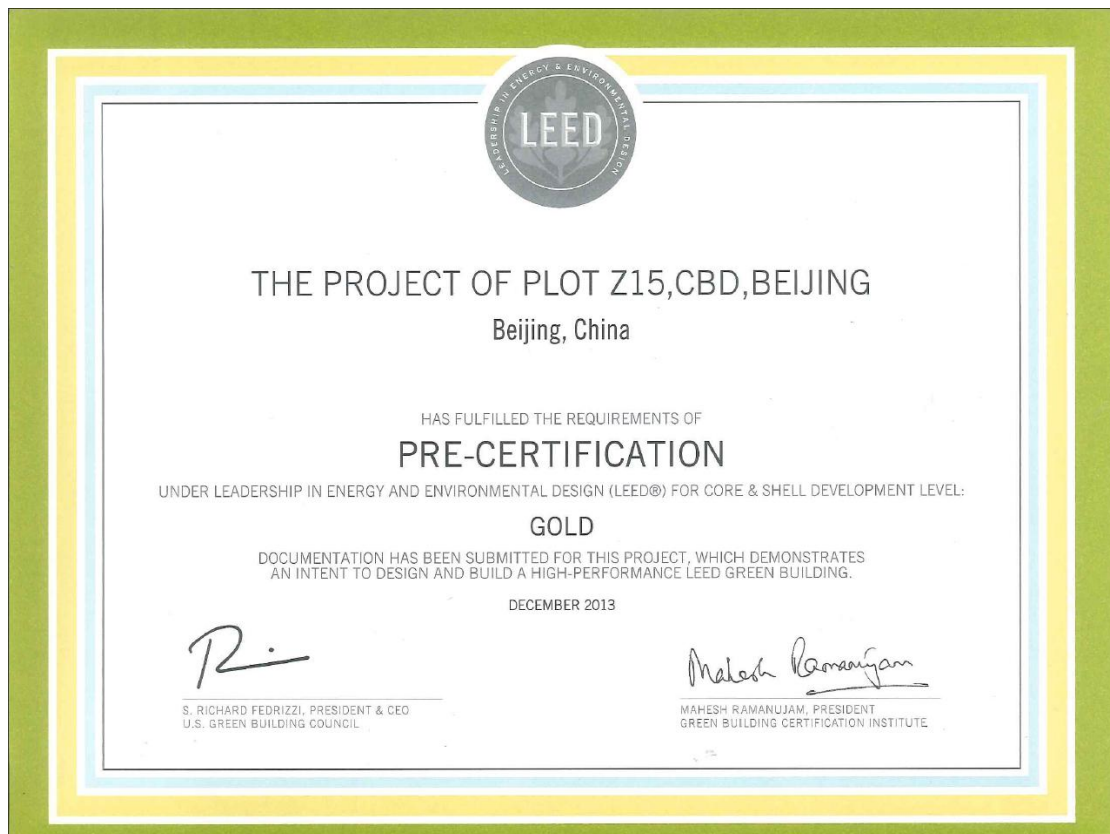 LEADERSHIP IN ENERGY & ENVIRONMENTAL DESIGN
LEED
THE PROJECT OF PLOT Z15,CBD,BEIJING
Beijing, China
HAS FULFILLED THE REQUIREMENTS OF
PRE-CERTIFICATION
UNDER LEADERSHIP IN ENERGY AND ENVIRONMENTAL DESIGN (LEED®) FOR CORE & SHELL DEVELOPMENT LEVEL:
GOLD
DOCUMENTATION HAS BEEN SUBMITTED FOR THIS PROJECT, WHICH DEMONSTRATES
AN INTENT TO DESIGN AND BUILD A HIGH-PERFORMANCE LEED GREEN BUILDING.
DECEMBER 2013
Mahesh Ramanujam
S. RICHARD FEDRIZZI, PRESIDENT & CEO
U.S. GREEN BUILDING COUNCIL
MAHESH RAMANUJAM, PRESIDENT
GREEN BUILDING CERTIFICATION INSTITUTE